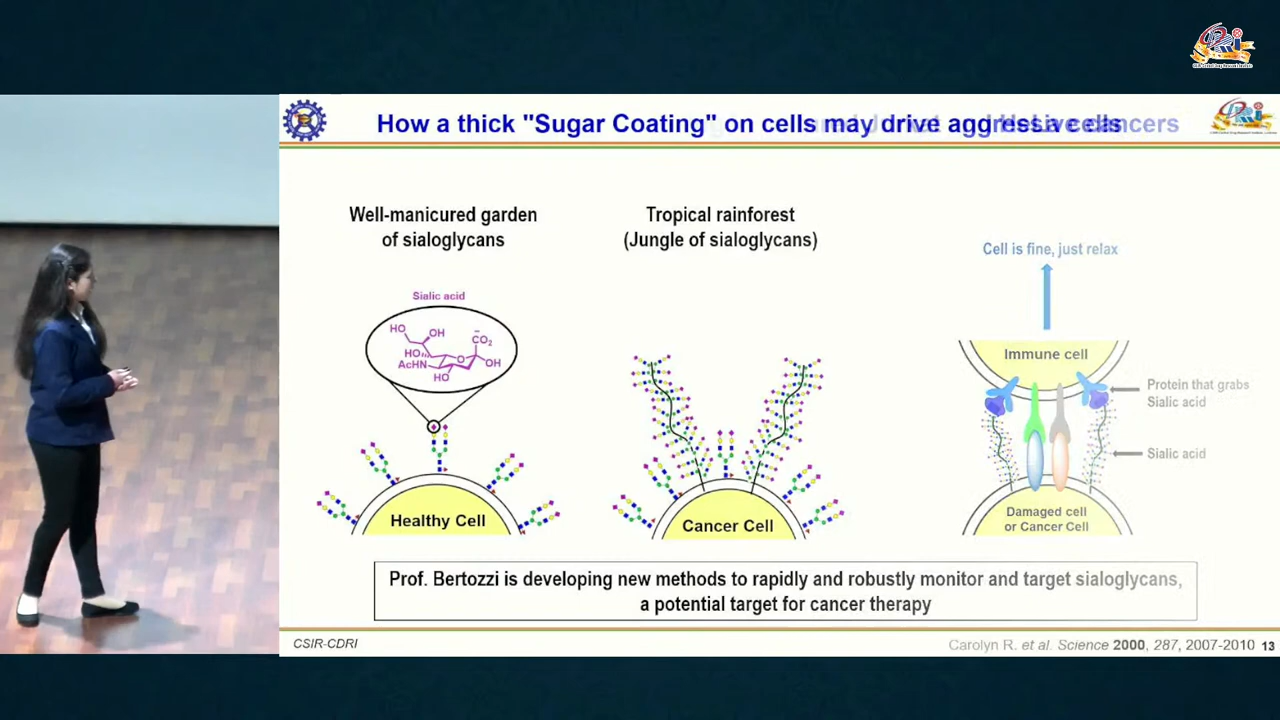 How a thick "Sugar Coating" on cells may drive aggressive cancers
Well-manicured garden
of sialoglycans
Tropical rainforest
(Jungle of sialoglycans)
Cell is fine, just relax
Sialic acid
HO
OH
CO₂
HO
AcHN
OH
HO
Immune cell
Protein that grabs
Sialic acid
Sialic acid
Healthy Cell
Cancer Cell
Damaged cell
or Cancer Cell
Prof. Bertozzi is developing new methods to rapidly and robustly monitor and target sialoglycans,
a potential target for cancer therapy
CSIR-CDRI
Carolyn R. et al. Science 2000, 287, 2007-2010 13